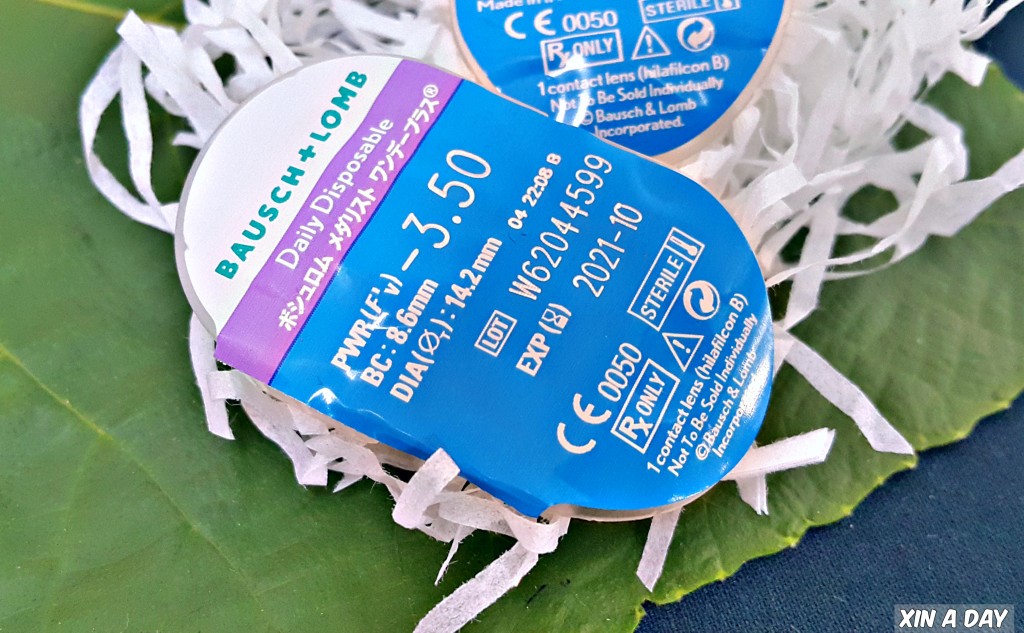 Made in
CE 0050
STERILE
Rx ONLY
1 contact lens (hilafilcon B)
Not To Be Sold Individually
© Bausch & Lomb
Incorporated.
BAUSCH + LOMB
Daily Disposable
ボシュロム メダリスト ワンデープラス®
PWR(F'v) -3.50
BC: 8.6mm
DIA(Ø T): 14.2mm 04 22:08 B
LOT W62044599
EXP(8) 2021-10
STERILE
CE 0050
Rx ONLY
1 contact lens (hilafilcon B)
Not To Be Sold Individually
©Bausch & Lomb
XIN A DAY